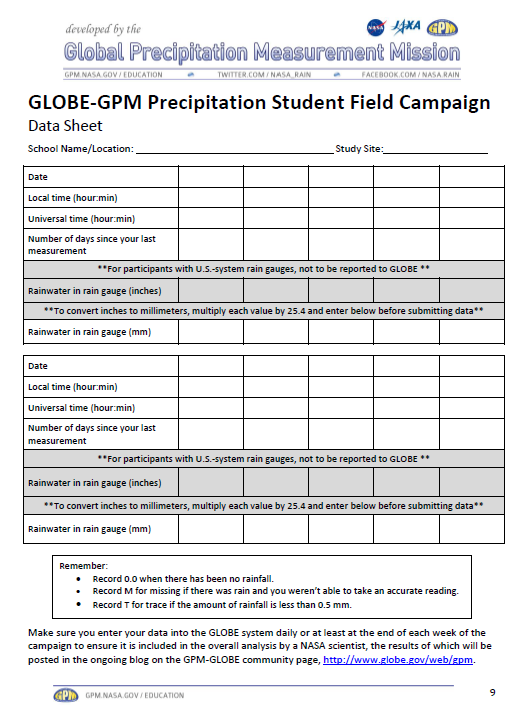 developed by the
NASA JAXA GPM
Global Precipitation Measurement Mission
GPM.NASA.GOV / EDUCATION TWITTER.COM / NASA_RAIN FACEBOOK.COM / NASA.RAIN
GLOBE-GPM Precipitation Student Field Campaign
Data Sheet
School Name/Location: Study Site:
Date
Local time (hour:min)
Universal time (hour:min)
Number of days since your last
measurement
**For participants with U.S.-system rain gauges, not to be reported to GLOBE **
Rainwater in rain gauge (inches)
**To convert inches to millimeters, multiply each value by 25.4 and enter below before submitting data**
Rainwater in rain gauge (mm)
Date
Local time (hour:min)
Universal time (hour:min)
Number of days since your last
measurement
**For participants with U.S.-system rain gauges, not to be reported to GLOBE **
Rainwater in rain gauge (inches)
**To convert inches to millimeters, multiply each value by 25.4 and enter below before submitting data**
Rainwater in rain gauge (mm)
Remember:
• Record 0.0 when there has been no rainfall.
• Record M for missing if there was rain and you weren't able to take an accurate reading.
• Record T for trace if the amount of rainfall is less than 0.5 mm.
Make sure you enter your data into the GLOBE system daily or at least at the end of each week of the
campaign to ensure it is included in the overall analysis by a NASA scientist, the results of which will be
posted in the ongoing blog on the GPM-GLOBE community page, http://www.globe.gov/web/gpm.
GPM GPM.NASA.GOV / EDUCATION
9